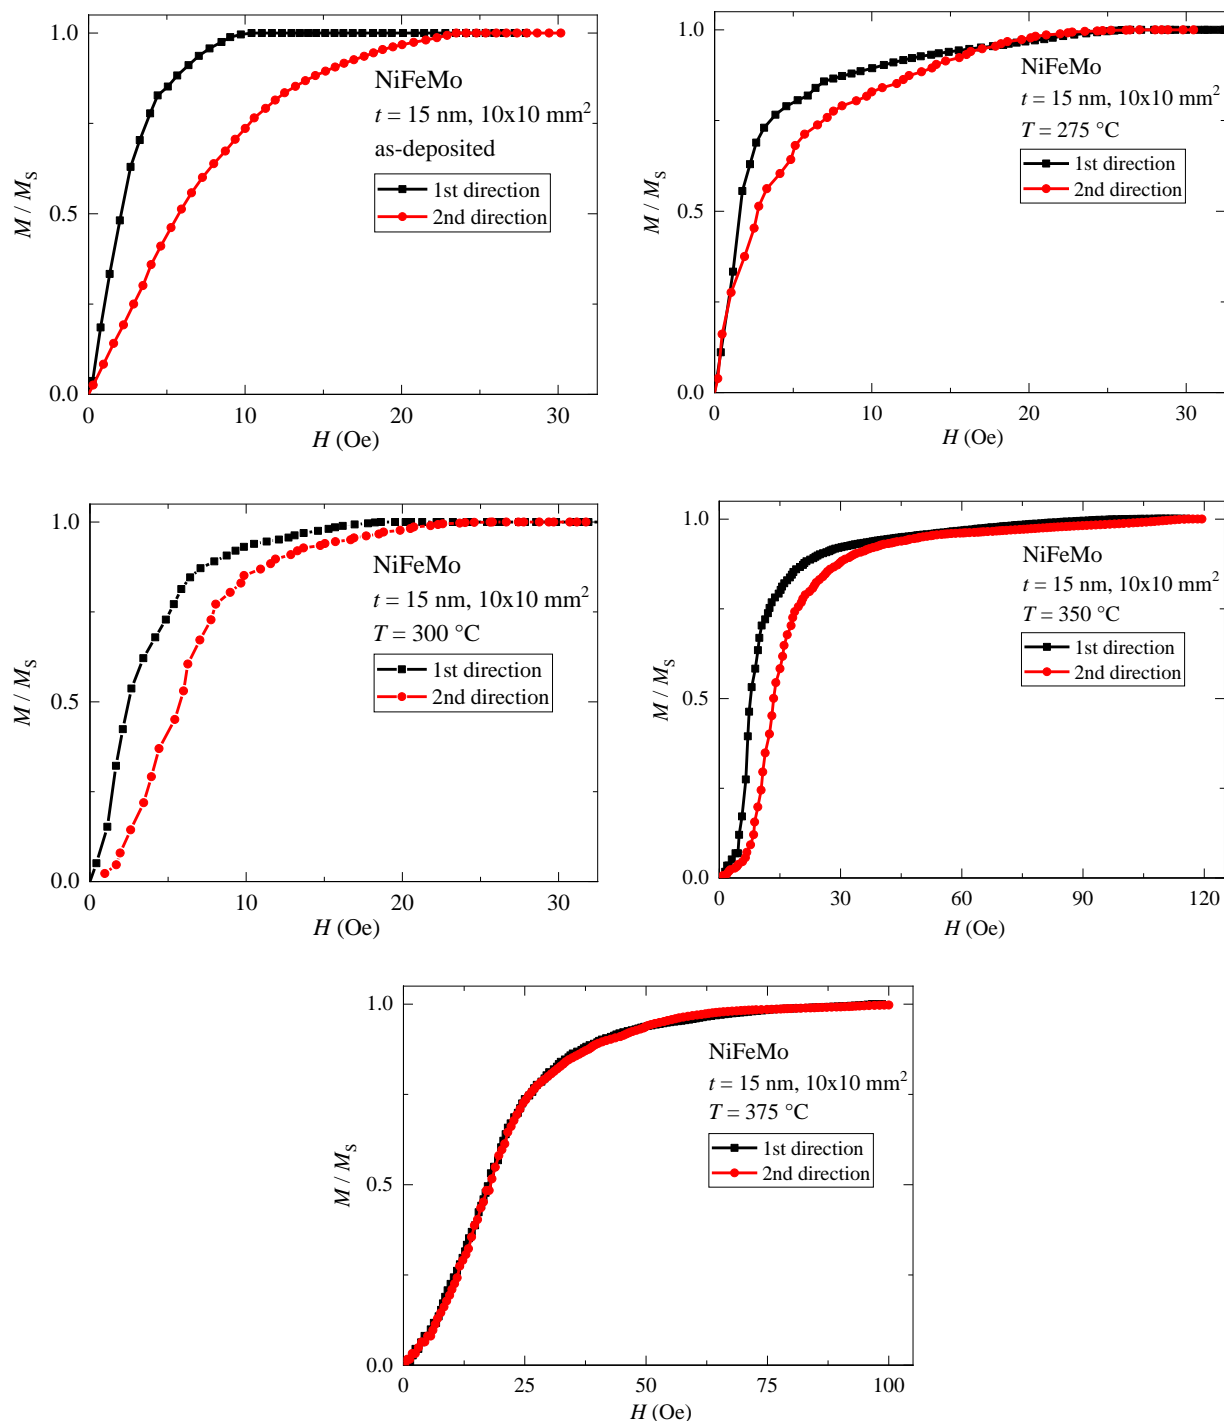 1.0
0.5
0.0
M / M_S
NiFeMo
t = 15 nm, 10x10 mm²
as-deposited
1st direction
2nd direction
0 10 20 30
H (Oe)
1.0
0.5
0.0
M / M_S
NiFeMo
t = 15 nm, 10x10 mm²
T = 275 °C
1st direction
2nd direction
0 10 20 30
H (Oe)
1.0
0.5
0.0
M / M_S
NiFeMo
t = 15 nm, 10x10 mm²
T = 300 °C
1st direction
2nd direction
0 10 20 30
H (Oe)
1.0
0.5
0.0
M / M_S
NiFeMo
t = 15 nm, 10x10 mm²
T = 350 °C
1st direction
2nd direction
0 30 60 90 120
H (Oe)
1.0
0.5
0.0
M / M_S
NiFeMo
t = 15 nm, 10x10 mm²
T = 375 °C
1st direction
2nd direction
0 25 50 75 100
H (Oe)